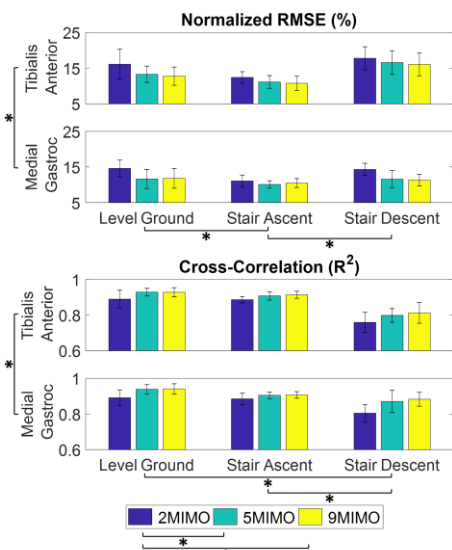 Normalized RMSE (%)
Tibialis
Anterior
25
15
5
*
Medial
Gastroc
25
15
5
Level Ground Stair Ascent Stair Descent
* *
Cross-Correlation (R²)
Tibialis
Anterior
1
0.8
0.6
*
Medial
Gastroc
1
0.8
0.6
Level Ground Stair Ascent Stair Descent
*
*
2MIMO 5MIMO 9MIMO
*